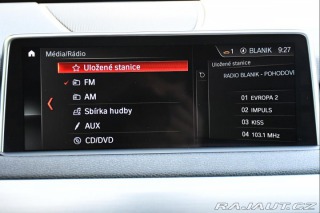 Média/Rádio
1 BLANIK 9:27
Uložené stanice
FM
AM
Sbírka hudby
AUX
CD/DVD
Uložené stanice
RADIO BLANIK - POHODOVI
01 EVROPA 2
02 IMPULS
03 KISS
04 103.1 MHz
RAJAUT.CZ